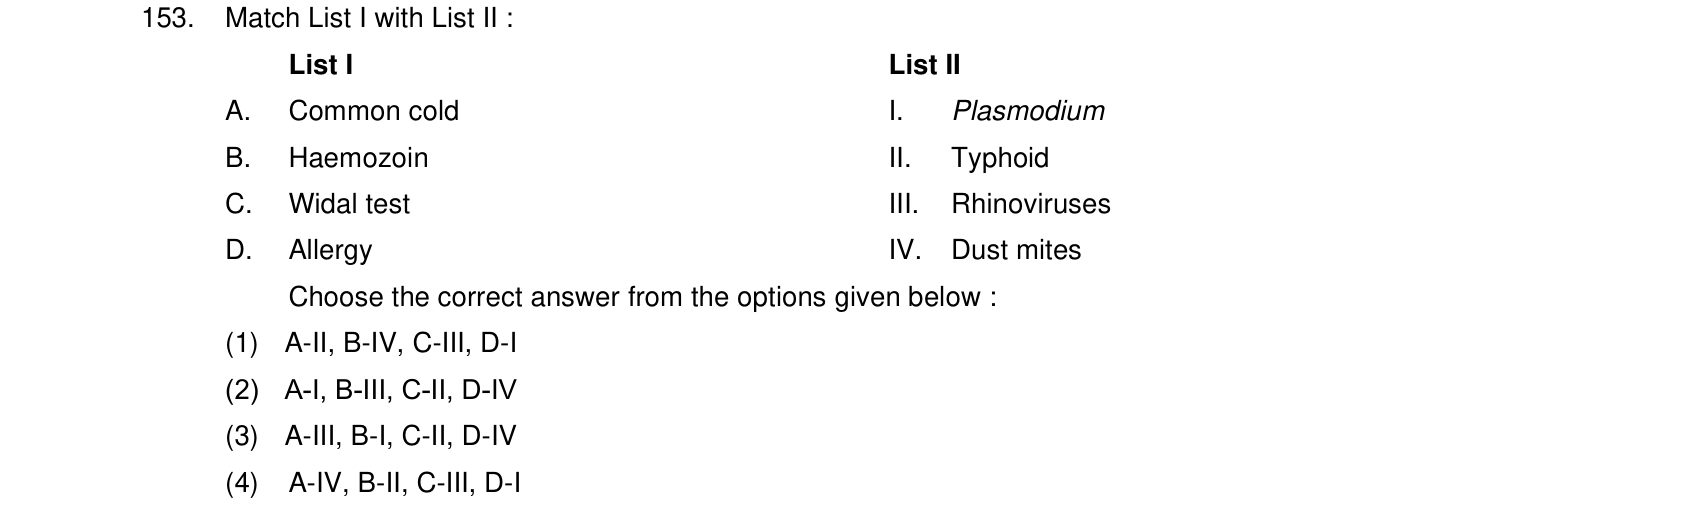 153. Match List I with List II :
List I List II
A. Common cold I. Plasmodium
B. Haemozoin II. Typhoid
C. Widal test III. Rhinoviruses
D. Allergy IV. Dust mites
Choose the correct answer from the options given below :
(1) A-II, B-IV, C-III, D-I
(2) A-I, B-III, C-II, D-IV
(3) A-III, B-I, C-II, D-IV
(4) A-IV, B-II, C-III, D-I